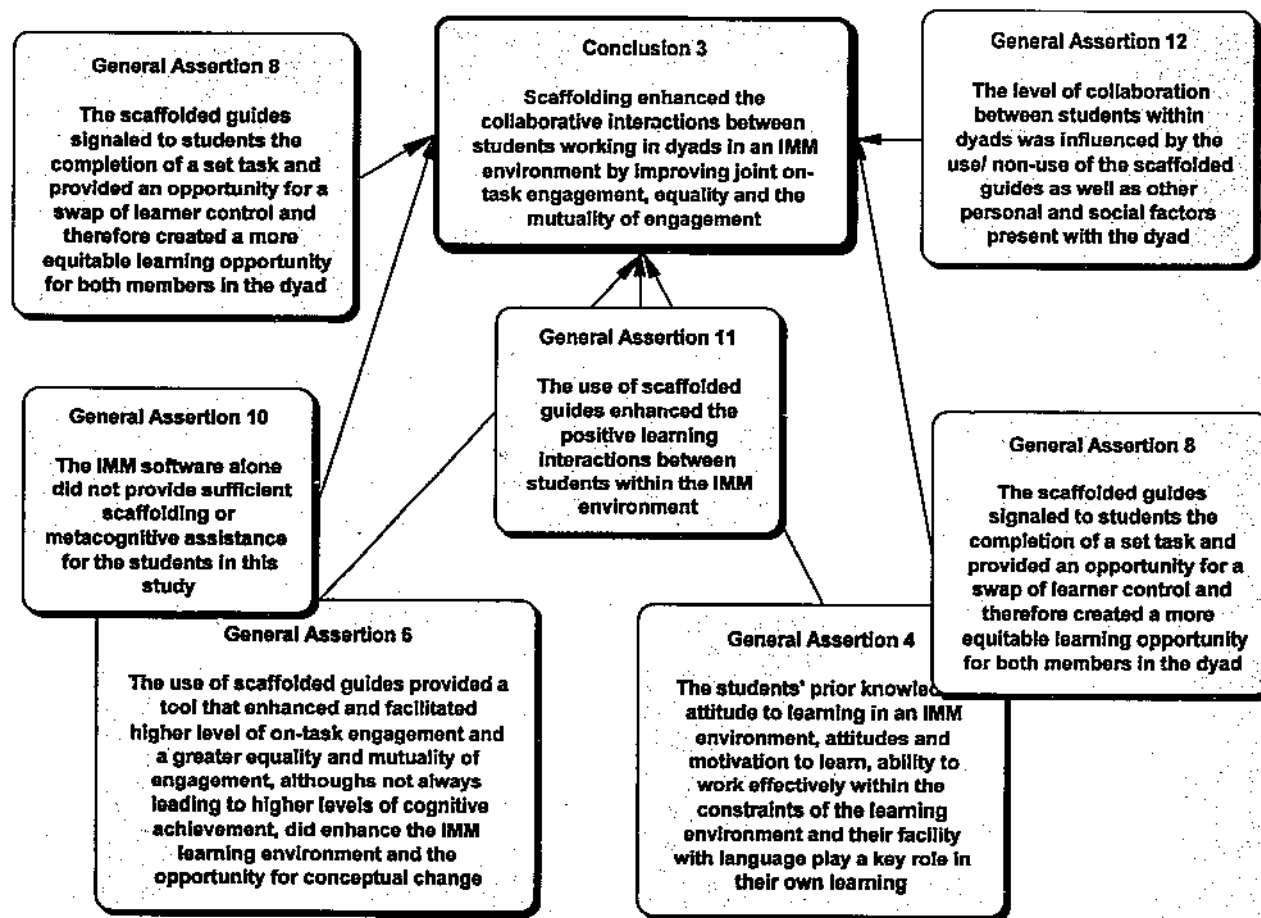 General Assertion 8
The scaffolded guides
signaled to students the
completion of a set task and
provided an opportunity for a
swap of learner control and
therefore created a more
equitable learning opportunity
for both members in the dyad
Conclusion 3
Scaffolding enhanced the
collaborative interactions between
students working in dyads in an IMM
environment by improving joint on-
task engagement, equality and the
mutuality of engagement
General Assertion 12
The level of collaboration
between students within
dyads was influenced by the
use/ non-use of the scaffolded
guides as well as other
personal and social factors
present with the dyad
General Assertion 11
The use of scaffolded
guides enhanced the
positive learning
interactions between
students within the IMM
environment
General Assertion 10
The IMM software alone
did not provide sufficient
scaffolding or
metacognitive assistance
for the students in this
study
General Assertion 8
The scaffolded guides
signaled to students the
completion of a set task and
provided an opportunity for a
swap of learner control and
therefore created a more
equitable learning opportunity
for both members in the dyad
General Assertion 6
The use of scaffolded guides provided a
tool that enhanced and facilitated
higher level of on-task engagement and
a greater equality and mutuality of
engagement, althoughs not always
leading to higher levels of cognitive
achievement, did enhance the IMM
learning environment and the
opportunity for conceptual change
General Assertion 4
The students' prior
attitude to learning in an IMM
environment, attitudes and
motivation to learn, ability to
work effectively within the
constraints of the learning
environment and their facility
with language play a key role in
their own learning